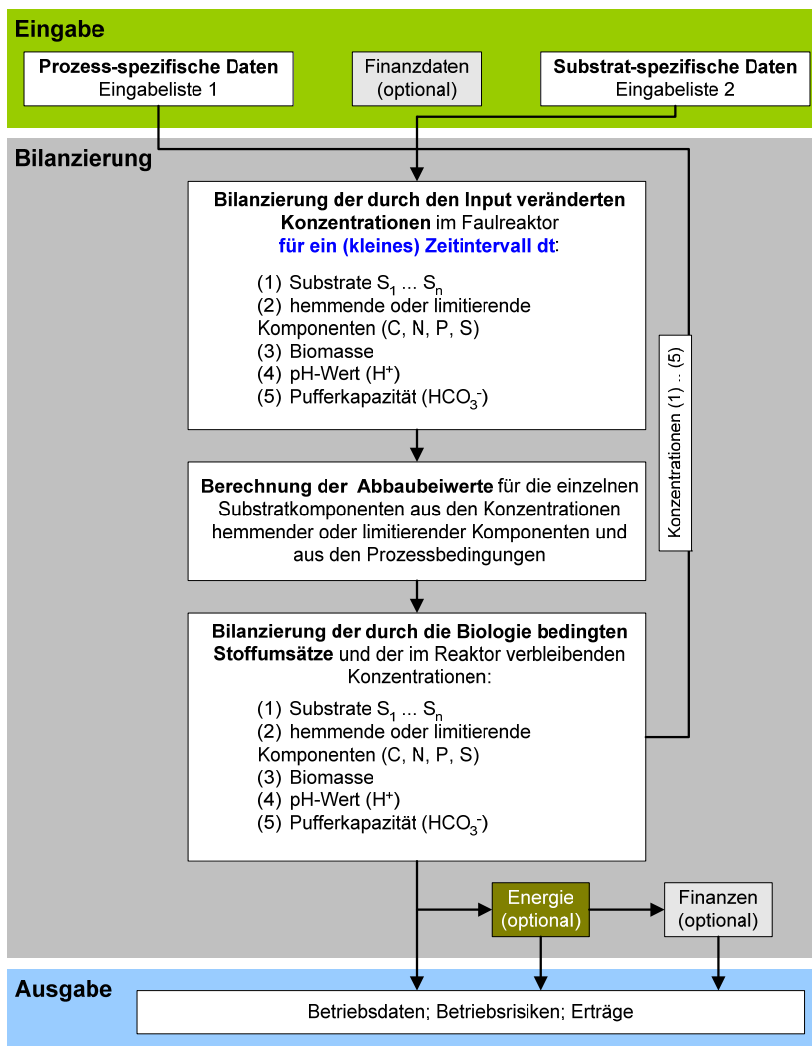 Eingabe
Prozess-spezifische Daten
Eingabeliste 1
Finanzdaten
(optional)
Substrat-spezifische Daten
Eingabeliste 2
Bilanzierung
Bilanzierung der durch den Input veränderten
Konzentrationen im Faulreaktor
für ein (kleines) Zeitintervall dt:
(1) Substrate S₁ ... Sₙ
(2) hemmende oder limitierende
Komponenten (C, N, P, S)
(3) Biomasse
(4) pH-Wert (H⁺)
(5) Pufferkapazität (HCO₃⁻)
Konzentrationen (1) .. (5)
Berechnung der Abbaubeiwerte für die einzelnen
Substratkomponenten aus den Konzentrationen
hemmender oder limitierender Komponenten und
aus den Prozessbedingungen
Bilanzierung der durch die Biologie bedingten
Stoffumsätze und der im Reaktor verbleibenden
Konzentrationen:
(1) Substrate S₁ ... Sₙ
(2) hemmende oder limitierende
Komponenten (C, N, P, S)
(3) Biomasse
(4) pH-Wert (H⁺)
(5) Pufferkapazität (HCO₃⁻)
Energie
(optional)
Finanzen
(optional)
Ausgabe
Betriebsdaten; Betriebsrisiken; Erträge